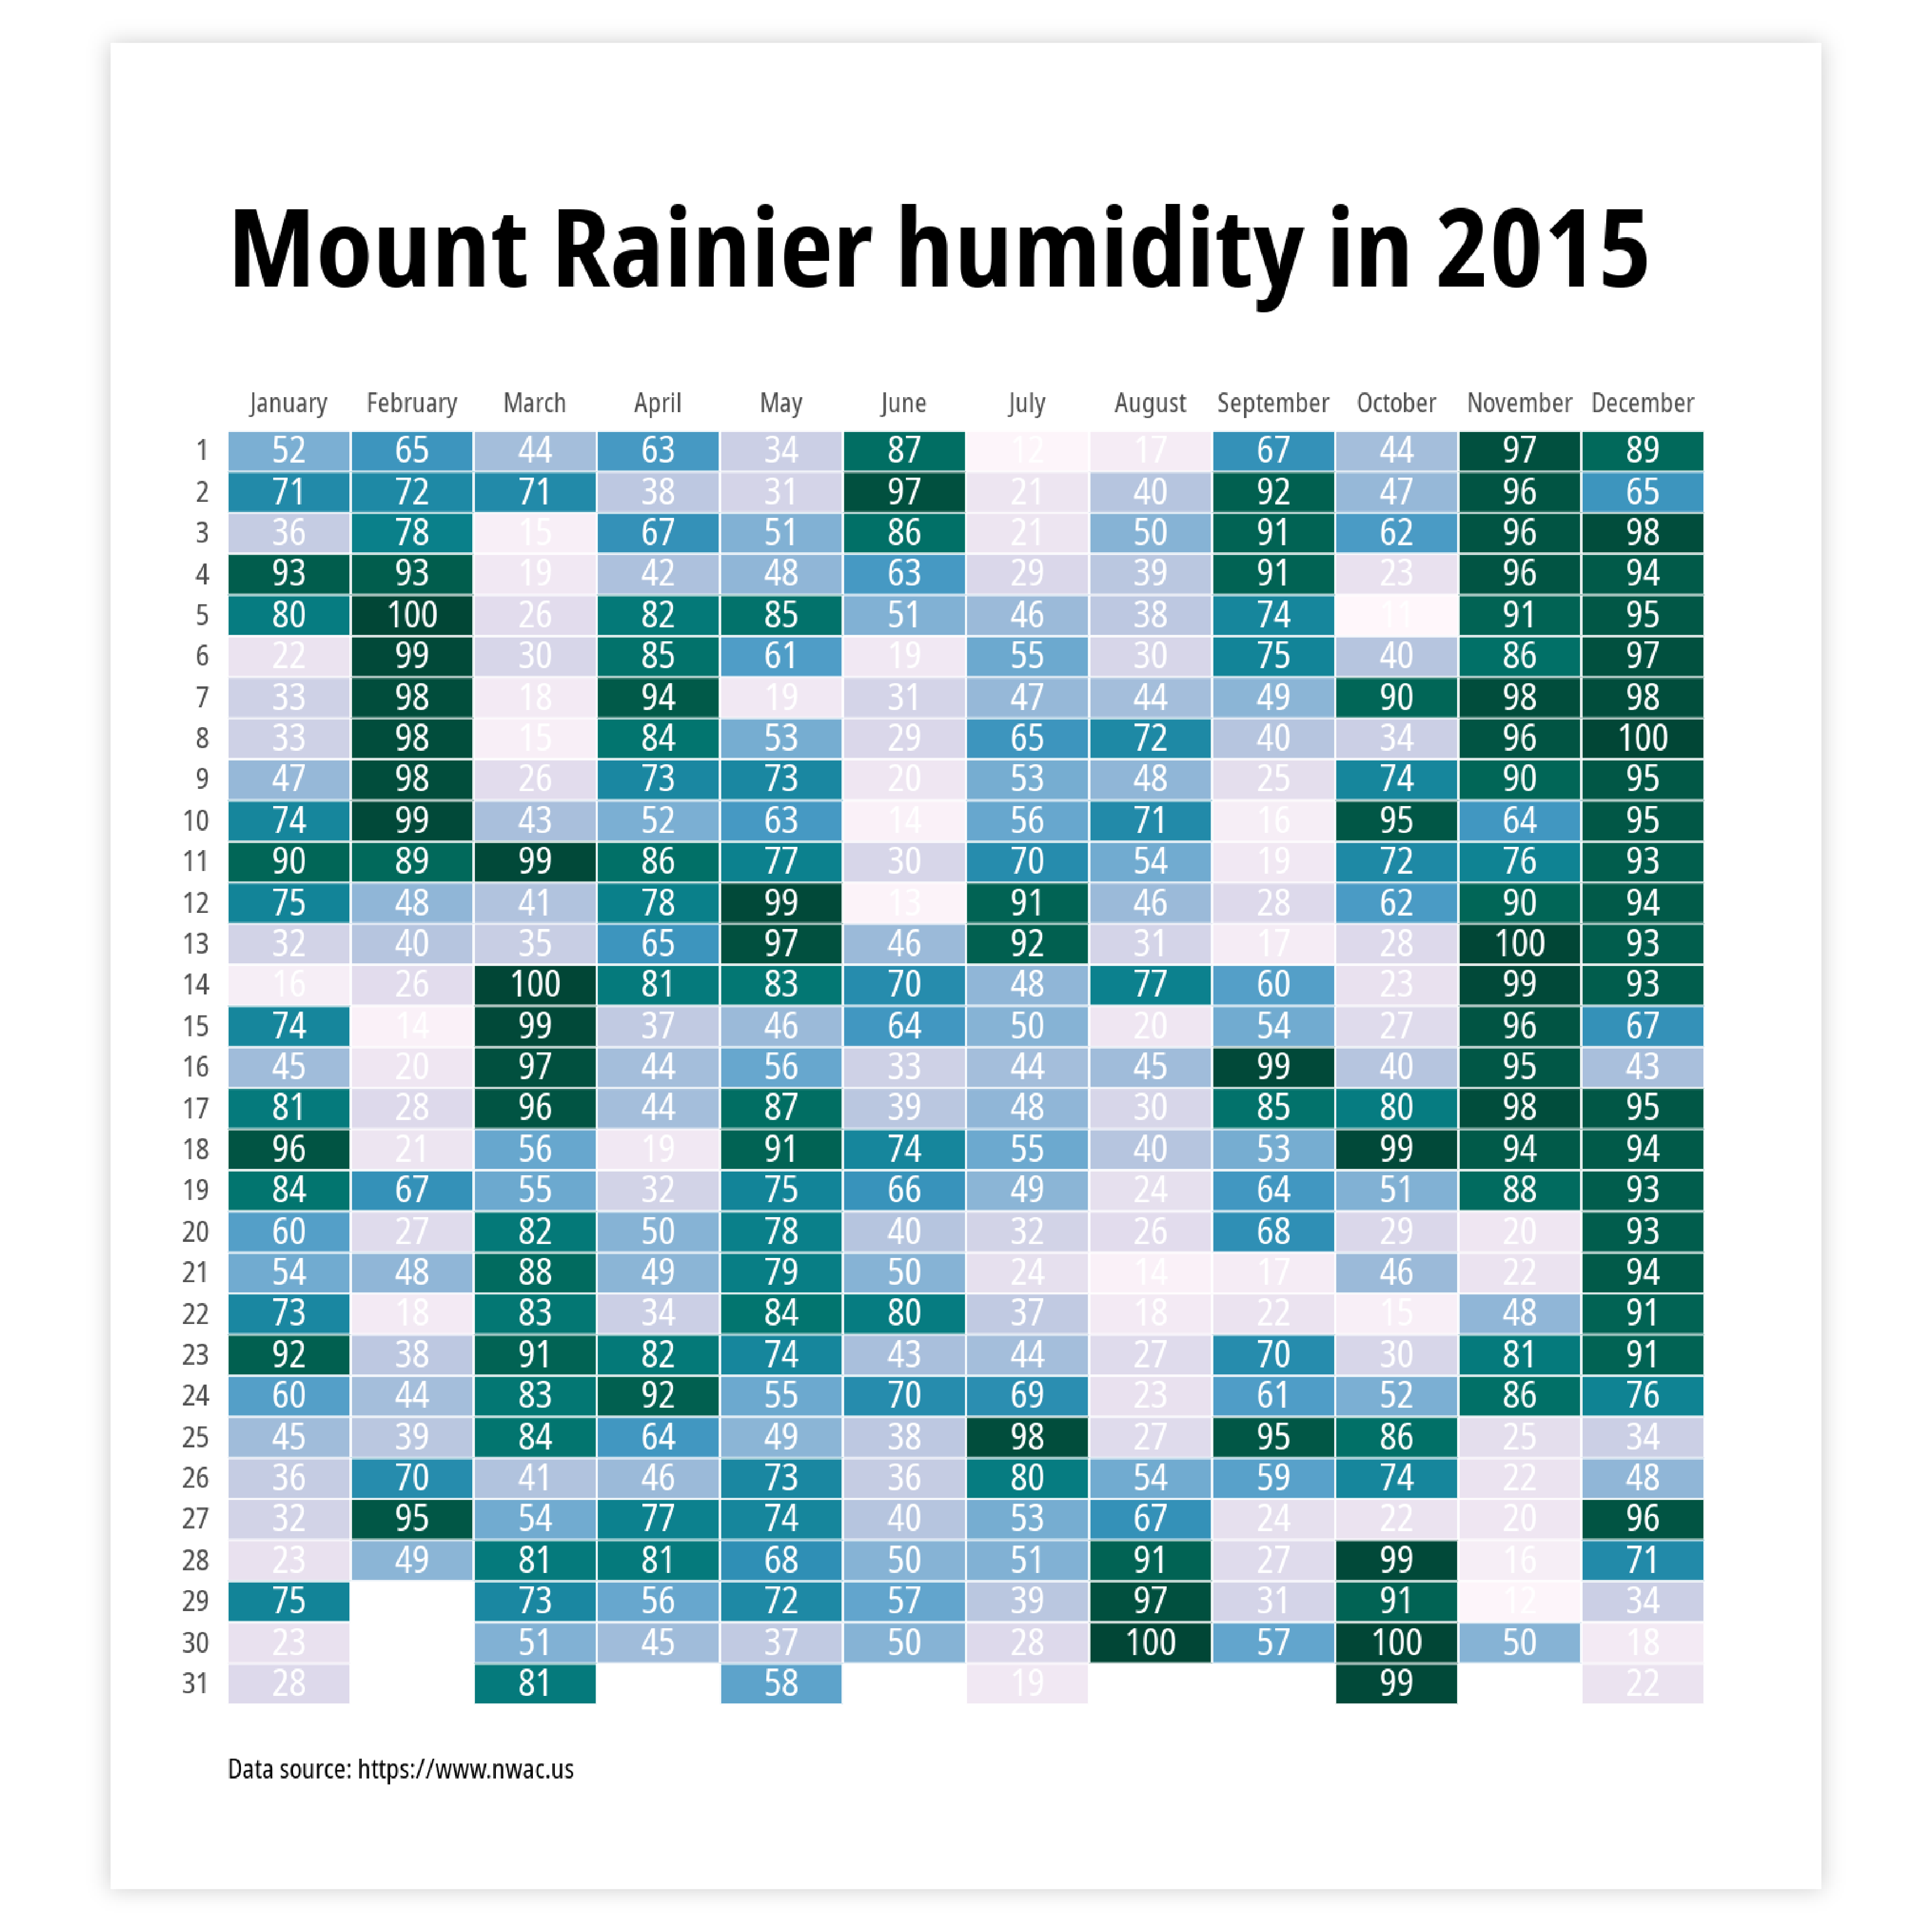 Mount Rainier humidity in 2015
January February March April May June July August September October November December
1 52 65 44 63 34 87 12 17 67 44 97 89
2 71 72 71 38 31 97 21 40 92 47 96 65
3 36 78 15 67 51 86 21 50 91 62 96 98
4 93 93 19 42 48 63 29 39 91 23 96 94
5 80 100 26 82 85 51 46 38 74 11 91 95
6 22 99 30 85 61 19 55 30 75 40 86 97
7 33 98 18 94 19 31 47 44 49 90 98 98
8 33 98 15 84 53 29 65 72 40 34 96 100
9 47 98 26 73 73 20 53 48 25 74 90 95
10 74 99 43 52 63 14 56 71 16 95 64 95
11 90 89 99 86 77 30 70 54 19 72 76 93
12 75 48 41 78 99 13 91 46 28 62 90 94
13 32 40 35 65 97 46 92 31 17 28 100 93
14 16 26 100 81 83 70 48 77 60 23 99 93
15 74 14 99 37 46 64 50 20 54 27 96 67
16 45 20 97 44 56 33 44 45 99 40 95 43
17 81 28 96 44 87 39 48 30 85 80 98 95
18 96 21 56 19 91 74 55 40 53 99 94 94
19 84 67 55 32 75 66 49 24 64 51 88 93
20 60 27 82 50 78 40 32 26 68 29 20 93
21 54 48 88 49 79 50 24 14 17 46 22 94
22 73 18 83 34 84 80 37 18 22 15 48 91
23 92 38 91 82 74 43 44 27 70 30 81 91
24 60 44 83 92 55 70 69 23 61 52 86 76
25 45 39 84 64 49 38 98 27 95 86 25 34
26 36 70 41 46 73 36 80 54 59 74 22 48
27 32 95 54 77 74 40 53 67 24 22 20 96
28 23 49 81 81 68 50 51 91 27 99 16 71
29 75 73 56 72 57 39 97 31 91 12 34
30 23 51 45 37 50 28 100 57 100 50 18
31 28 81 58 19 99 22
Data source: https://www.nwac.us